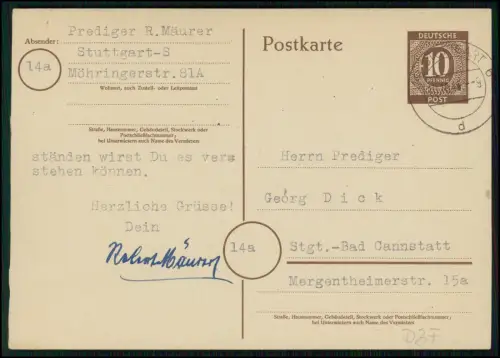 Prediger R.Mäurer
Absender:
Stuttgart-S
14a
Möhringerstr.81A
Wohnort, auch Zustell- oder Leitpostamt
Straße, Hausnummer, Gebäudeteil, Stockwerk oder
Postschließfachnummer;
bei Untermietern auch Name des Vermieters
ständen wirst Du es vers
stehen können.
Herzliche Grüsse!
Dein
Robert Mäurer
Postkarte
DEUTSCHE
10
PFENNIG
POST
d
Herrn Prediger
Georg Dick
14a
Stgt.-Bad Cannstatt
Mergentheimerstr. 15a
Straße, Hausnummer, Gebäudeteil, Stockwerk oder Postschließfachnummer;
bei Untermietern auch Name des Vermieters